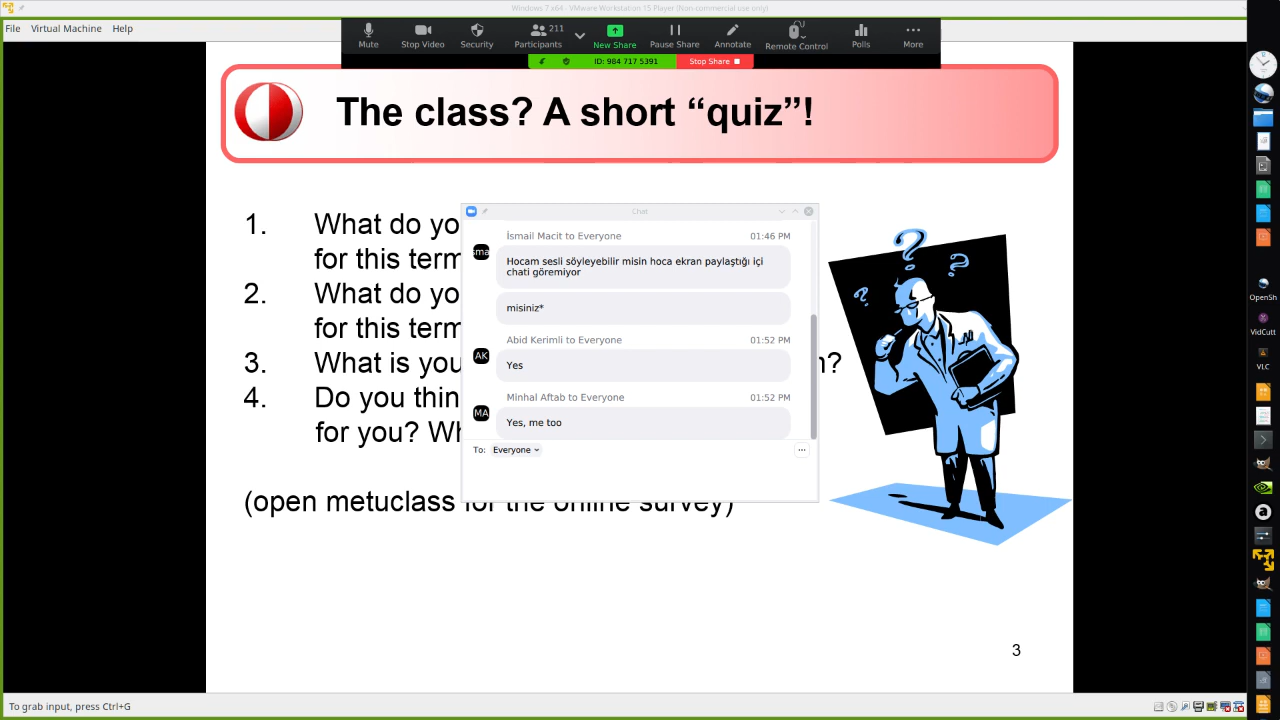 Windows 7 x64 - VMware Workstation 15 Player (Non-commercial use only)
File Virtual Machine Help
Mute
Stop Video
Security
Participants 211
New Share
Pause Share
Annotate
Remote Control
Polls
More
ID: 984 717 5391
Stop Share
The class? A short “quiz”!
1. What do yo
for this term
2. What do yo
for this term
3. What is you n?
4. Do you thin
for you? Wh
(open metuclass for the online survey)
Chat
İsmail Macit to Everyone 01:46 PM
Hocam sesli söyleyebilir misin hoca ekran paylaştığı içi
chati göremiyor
misiniz*
Abid Kerimli to Everyone 01:52 PM
AK
Yes
Minhal Aftab to Everyone 01:52 PM
MA
Yes, me too
To: Everyone
3
OpenSh
VidCutt
VLC
To grab input, press Ctrl+G